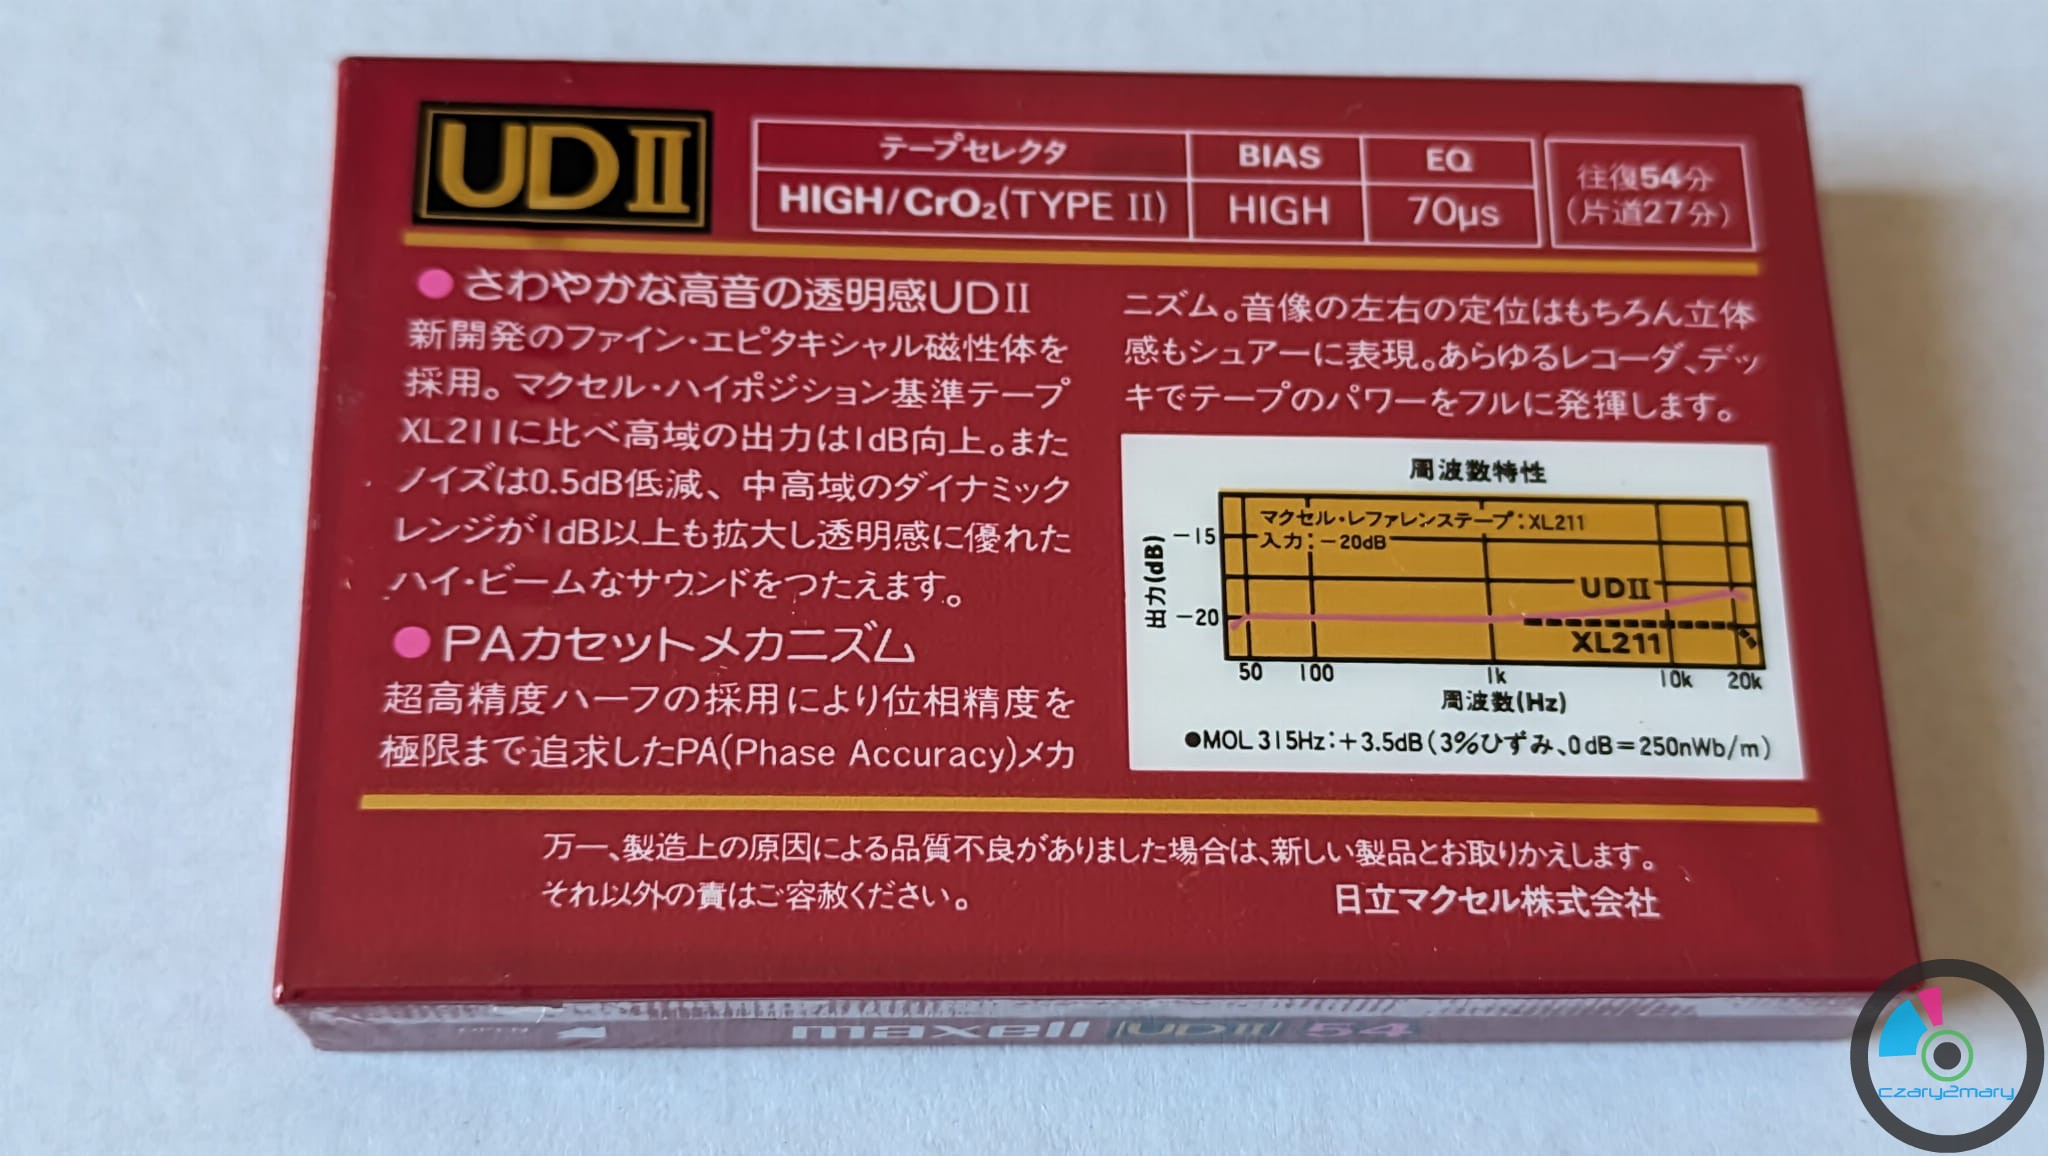 UDII
テープセレクタ BIAS EQ
HIGH/CrO₂(TYPE II) HIGH 70μs
往復54分
(片道27分)
●さわやかな高音の透明感UDII
新開発のファイン・エピタキシャル磁性体を
採用。マクセル・ハイポジション基準テープ
XL211に比べ高域の出力は1dB向上。また
ノイズは0.5dB低減、中高域のダイナミック
レンジが1dB以上も拡大し透明感に優れた
ハイ・ビームなサウンドをつたえます。
●PAカセットメカニズム
超高精度ハーフの採用により位相精度を
極限まで追求したPA(Phase Accuracy)メカ
ニズム。音像の左右の定位はもちろん立体
感もシュアーに表現。あらゆるレコーダ、デッ
キでテープのパワーをフルに発揮します。
周波数特性
マクセル・レファレンステープ:XL211
入力:-20dB
出力(dB)
-15
-20
UDII
XL211
50 100 1k 10k 20k
周波数(Hz)
●MOL 315Hz:+3.5dB(3%ひずみ、0dB=250nWb/m)
万一、製造上の原因による品質不良がありました場合は、新しい製品とお取りかえします。
それ以外の責はご容赦ください。
日立マクセル株式会社
OPEN
maxell UDII 54
czary2mary